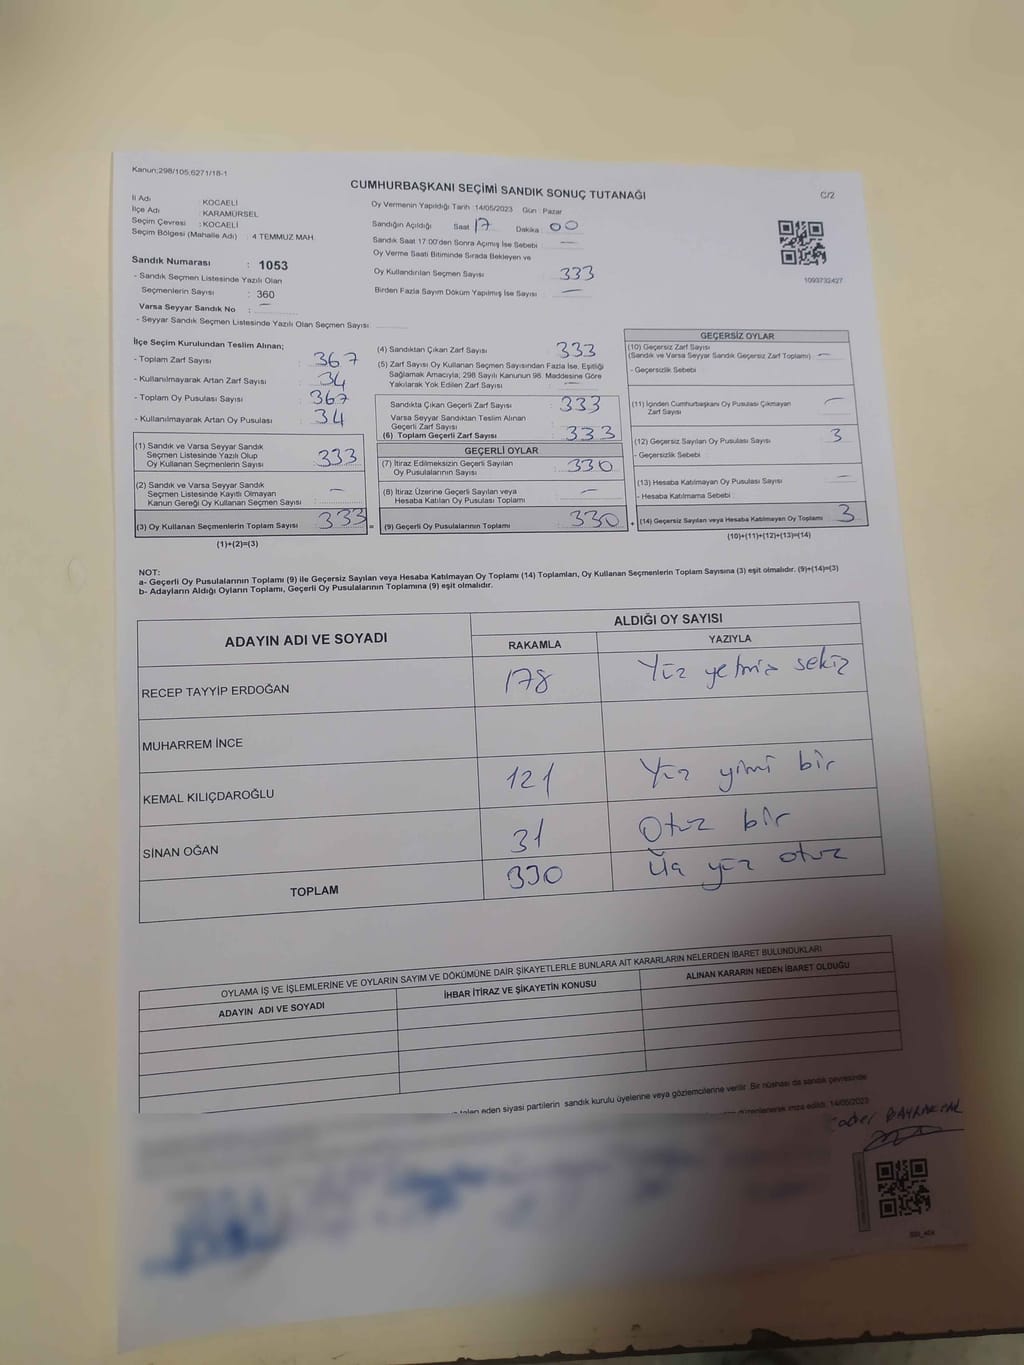 Kanun;298/105,6271/18-1
CUMHURBAŞKANI SEÇİMİ SANDIK SONUÇ TUTANAĞI
C/2
İl Adı : KOCAELİ
İlçe Adı : KARAMÜRSEL
Seçim Çevresi : KOCAELİ
Seçim Bölgesi (Mahalle Adı) : 4 TEMMUZ MAH.
Sandık Numarası : 1053
- Sandık Seçmen Listesinde Yazılı Olan
Seçmenlerin Sayısı : 360
Varsa Seyyar Sandık No : —
- Seyyar Sandık Seçmen Listesinde Yazılı Olan Seçmen Sayısı
Oy Vermenin Yapıldığı Tarih : 14/05/2023 Gün : Pazar
Sandığın Açıldığı Saat 17 Dakika 00
Sandık Saat 17:00'den Sonra Açımış İse Sebebi —
Oy Verme Saati Bitiminde Sırada Bekleyen ve
Oy Kullandırılan Seçmen Sayısı 333
Birden Fazla Sayım Döküm Yapılmış İse Sayısı —
1093732427
İlçe Seçim Kurulundan Teslim Alınan;
- Toplam Zarf Sayısı : 367
- Kullanılmayarak Artan Zarf Sayısı : 34
- Toplam Oy Pusulası Sayısı : 367
- Kullanılmayarak Artan Oy Pusulası : 34
(1) Sandık ve Varsa Seyyar Sandık
Seçmen Listesinde Yazılı Olup
Oy Kullanan Seçmenlerin Sayısı : 333
(2) Sandık ve Varsa Seyyar Sandık
Seçmen Listesinde Kayıtlı Olmayan
Kanun Gereği Oy Kullanan Seçmen Sayısı : —
(3) Oy Kullanan Seçmenlerin Toplam Sayısı : 333 =
(1)+(2)=(3)
(4) Sandıktan Çıkan Zarf Sayısı : 333
(5) Zarf Sayısı Oy Kullanan Seçmen Sayısından Fazla İse, Eşitliği
Sağlamak Amacıyla; 298 Sayılı Kanunun 98. Maddesine Göre
Yakılarak Yok Edilen Zarf Sayısı : —
Sandıkta Çıkan Geçerli Zarf Sayısı : 333
Varsa Seyyar Sandıktan Teslim Alınan
Geçerli Zarf Sayısı :
(6) Toplam Geçerli Zarf Sayısı : 333
GEÇERLİ OYLAR
(7) İtiraz Edilmeksizin Geçerli Sayılan
Oy Pusulalarının Sayısı : 330
(8) İtiraz Üzerine Geçerli Sayılan veya
Hesaba Katılan Oy Pusulası Toplamı : —
(9) Geçerli Oy Pusulalarının Toplamı : 330 +
GEÇERSİZ OYLAR
(10) Geçersiz Zarf Sayısı
(Sandık ve Varsa Seyyar Sandık Geçersiz Zarf Toplamı) : —
- Geçersizlik Sebebi :
(11) İçinden Cumhurbaşkanı Oy Pusulası Çıkmayan
Zarf Sayısı : —
(12) Geçersiz Sayılan Oy Pusulası Sayısı : 3
- Geçersizlik Sebebi :
(13) Hesaba Katılmayan Oy Pusulası Sayısı : —
- Hesaba Katılmama Sebebi :
(14) Geçersiz Sayılan veya Hesaba Katılmayan Oy Toplamı : 3
(10)+(11)+(12)+(13)=(14)
NOT:
a- Geçerli Oy Pusulalarının Toplamı (9) ile Geçersiz Sayılan veya Hesaba Katılmayan Oy Toplamı (14) Toplamları, Oy Kullanan Seçmenlerin Toplam Sayısına (3) eşit olmalıdır. (9)+(14)=(3)
b- Adayların Aldığı Oyların Toplamı, Geçerli Oy Pusulalarının Toplamına (9) eşit olmalıdır.
ADAYIN ADI VE SOYADI
ALDIĞI OY SAYISI
RAKAMLA YAZIYLA
RECEP TAYYİP ERDOĞAN 178 Yüz yetmiş sekiz
MUHARREM İNCE
KEMAL KILIÇDAROĞLU 121 Yüz yimi bir
SİNAN OĞAN 31 Otuz bir
TOPLAM 330 Üç yüz otuz
OYLAMA İŞ VE İŞLEMLERİNE VE OYLARIN SAYIM VE DÖKÜMÜNE DAİR ŞİKAYETLERLE BUNLARA AİT KARARLARIN NELERDEN İBARET BULUNDUKLARI
ADAYIN ADI VE SOYADI
İHBAR İTİRAZ VE ŞİKAYETİN KONUSU
ALINAN KARARIN NEDEN İBARET OLDUĞU
talep eden siyasi partilerin sandık kurulu üyelerine veya gözlemcilerine verilir. Bir nüshası da sandık çevresinde
düzenlenerek imza edildi. 14/05/2023
BAYRAKTAR